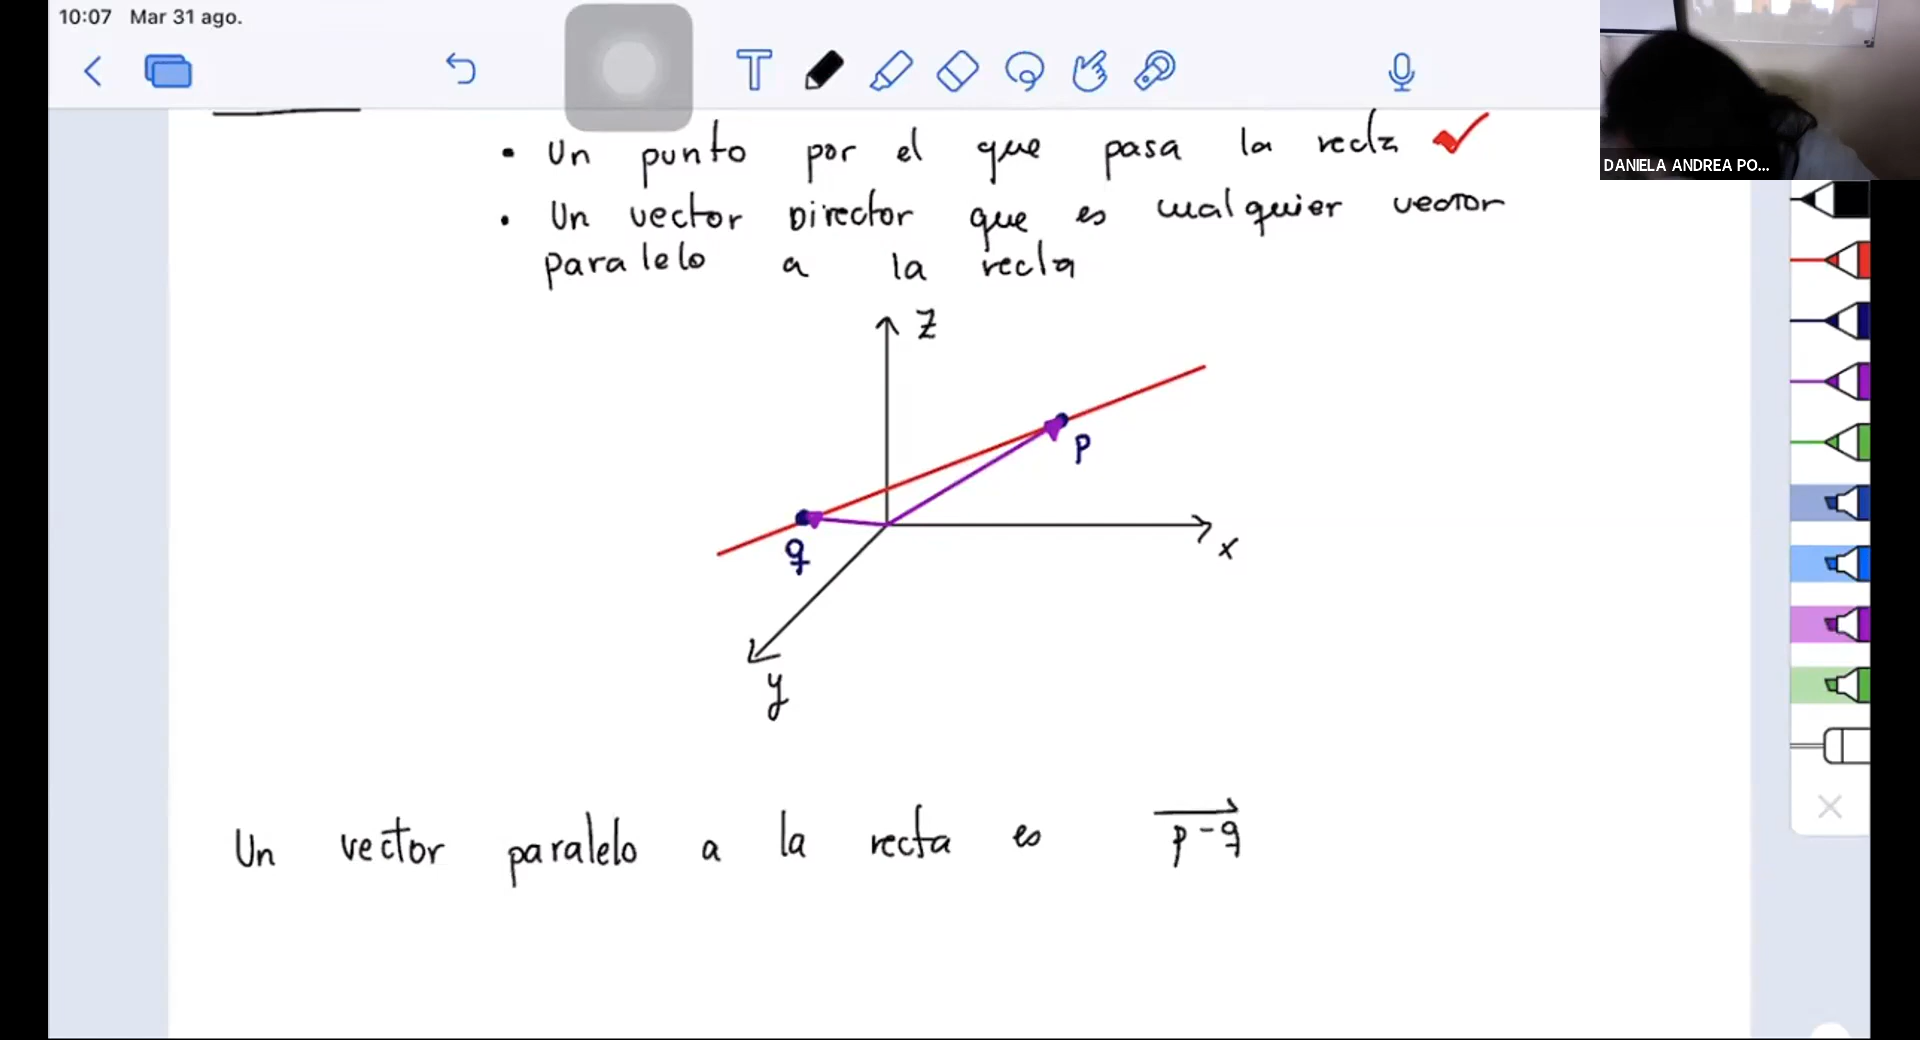 10:07 Mar 31 ago.
T
DANIELA ANDREA PO...
• Un punto por el que pasa la recta
• Un vector Director que es cualquier vector
paralelo a la recta
z
p
q
x
y
Un vector paralelo a la recta es p-q